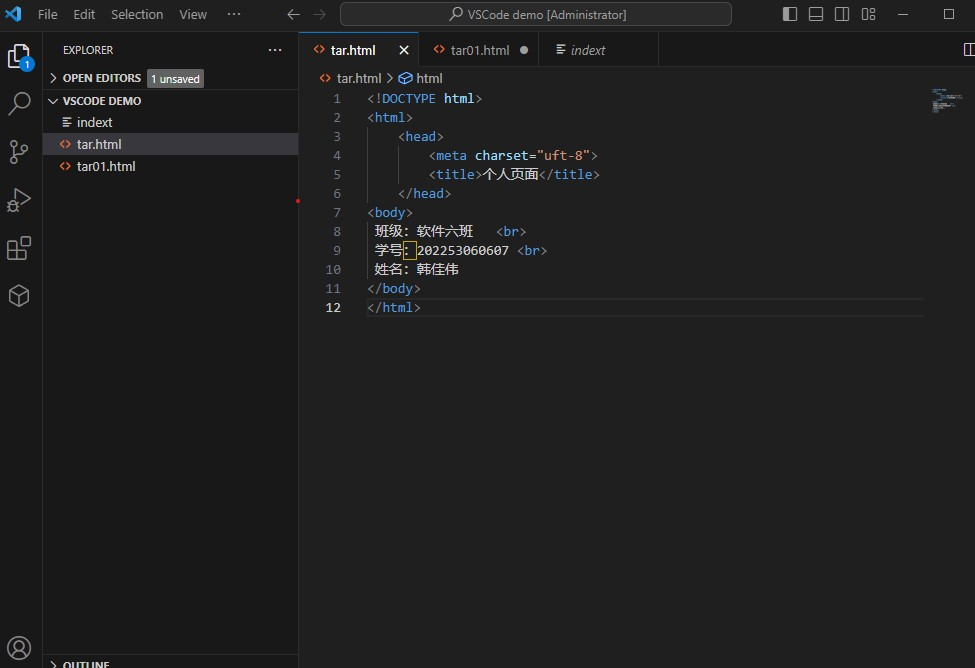 File Edit Selection View ··· VSCode demo [Administrator]
EXPLORER ···
OPEN EDITORS 1 unsaved
VSCODE DEMO
indext
tar.html
tar01.html
OUTLINE
1
tar.html tar01.html indext
tar.html > html
1 <!DOCTYPE html>
2 <html>
3 <head>
4 <meta charset="uft-8">
5 <title>个人页面</title>
6 </head>
7 <body>
8 班级：软件六班 <br>
9 学号：202253060607 <br>
10 姓名：韩佳伟
11 </body>
12 </html>